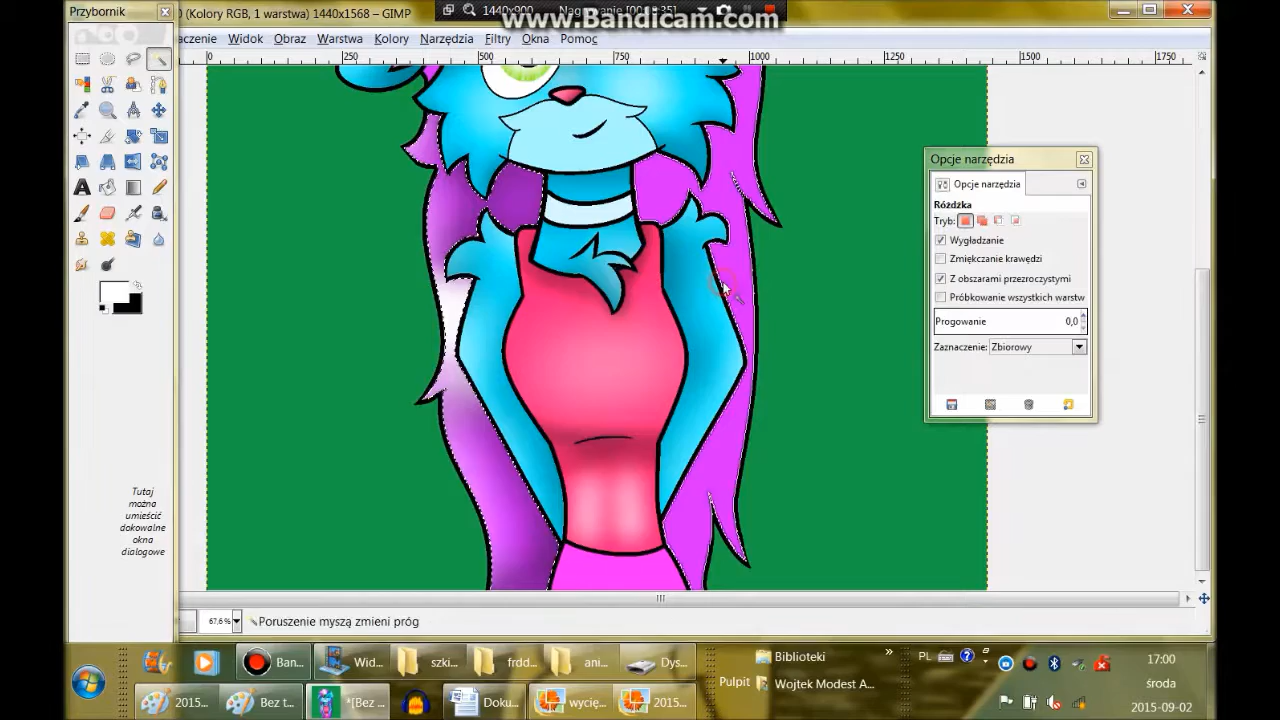 Przybornik
0 (Kolory RGB, 1 warstwa) 1440x1568 – GIMP
1440x900
www.Bandicam.com
Widok Obraz Warstwa Kolory Narzędzia Filtry Okna Pomoc
0 250 500 750 1000 1250 1500 1750
Opcje narzędzia
Opcje narzędzia
Różdżka
Tryb:
Wygładzanie
Zmiękczanie krawędzi
Z obszarami przezroczystymi
Próbkowanie wszystkich warstw
Progowanie 0,0
Zaznaczenie: Zbiorowy
Tutaj
można
umieścić
dokowalne
okna
dialogowe
67,6%
Poruszenie myszą zmieni próg
Ban...
Wid...
szki...
frdd...
ani...
Dys...
Biblioteki
»
PL
17:00
Pulpit
Wojtek Modest A...
środa
2015...
Bez t...
*[Bez ...
Doku...
wycię...
2015...
2015-09-02